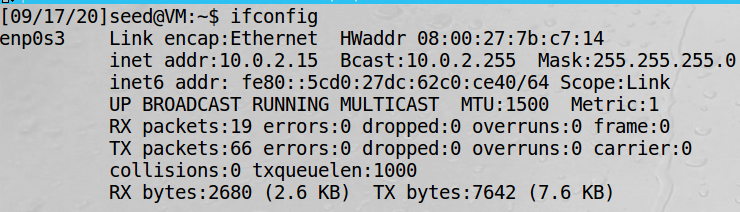 [09/17/20]seed@VM:~$ ifconfig
enp0s3    Link encap:Ethernet  HWaddr 08:00:27:7b:c7:14
          inet addr:10.0.2.15  Bcast:10.0.2.255  Mask:255.255.255.0
          inet6 addr: fe80::5cd0:27dc:62c0:ce40/64 Scope:Link
          UP BROADCAST RUNNING MULTICAST  MTU:1500  Metric:1
          RX packets:19 errors:0 dropped:0 overruns:0 frame:0
          TX packets:66 errors:0 dropped:0 overruns:0 carrier:0
          collisions:0 txqueuelen:1000
          RX bytes:2680 (2.6 KB)  TX bytes:7642 (7.6 KB)